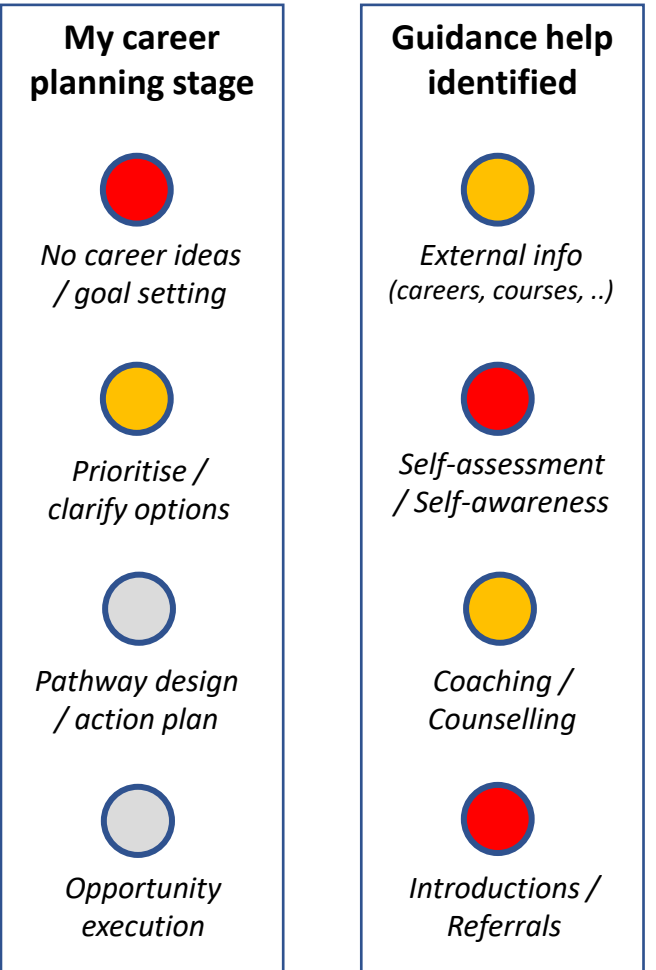 My career
planning stage
No career ideas
/ goal setting
Prioritise /
clarify options
Pathway design
/ action plan
Opportunity
execution
Guidance help
identified
External info
(careers, courses, ..)
Self-assessment
/ Self-awareness
Coaching /
Counselling
Introductions /
Referrals